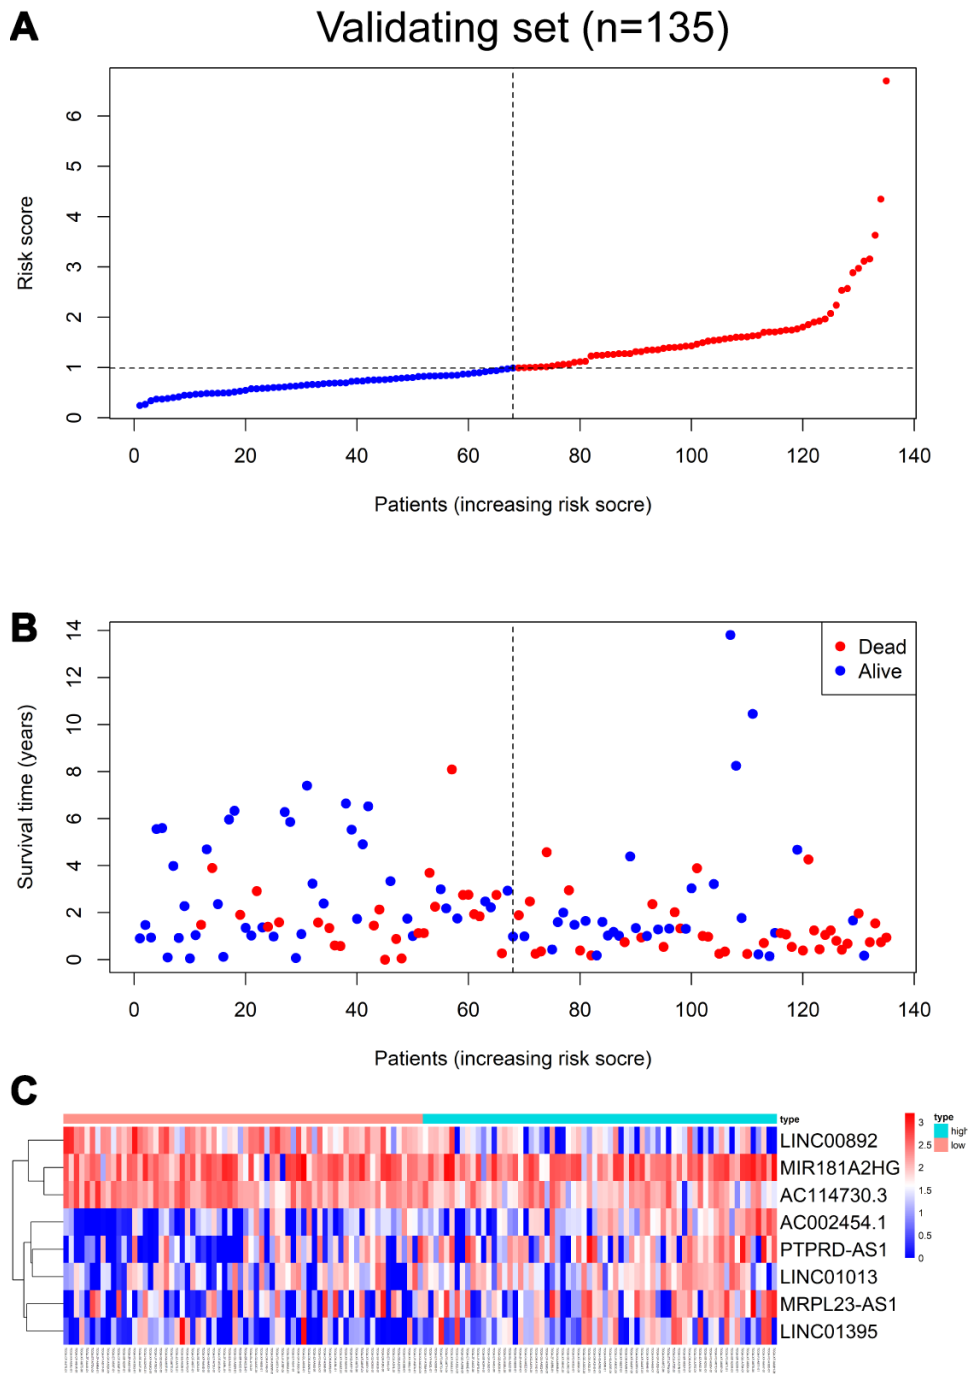 A
Validating set (n=135)
Risk score
6
5
4
3
2
1
0
0 20 40 60 80 100 120 140
Patients (increasing risk socre)
B
Survival time (years)
14
12
10
8
6
4
2
0
Dead
Alive
0 20 40 60 80 100 120 140
Patients (increasing risk socre)
C
type
LINC00892
MIR181A2HG
AC114730.3
AC002454.1
PTPRD-AS1
LINC01013
MRPL23-AS1
LINC01395
3
2.5
2
1.5
1
0.5
0
type
high
low